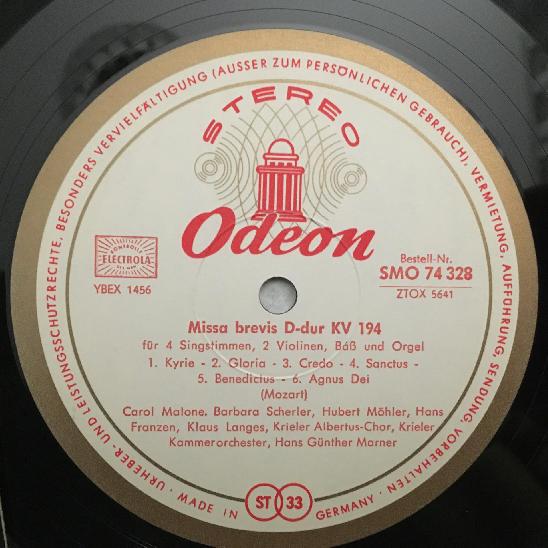 URHEBER- UND LEISTUNGSSCHUTZRECHTE, BESONDERS VERVIELFÄLTIGUNG (AUSSER ZUM PERSÖNLICHEN GEBRAUCH), VERMIETUNG, AUFFÜHRUNG, SENDUNG, VORBEHALTEN
STEREO
Odeon
ELECTROLA
YBEX 1456
Bestell-Nr.
SMO 74 328
ZTOX 5641
Missa brevis D-dur KV 194
für 4 Singstimmen, 2 Violinen, Báß und Orgel
1. Kyrie - 2. Gloria - 3. Credo - 4. Sanctus -
5. Benedictus - 6. Agnus Dei
(Mozart)
Carol Malone, Barbara Scherler, Hubert Möhler, Hans
Franzen, Klaus Langes, Krieler Albertus-Chor, Krieler
Kammerorchester, Hans Günther Marner
MADE IN GERMANY
ST 33